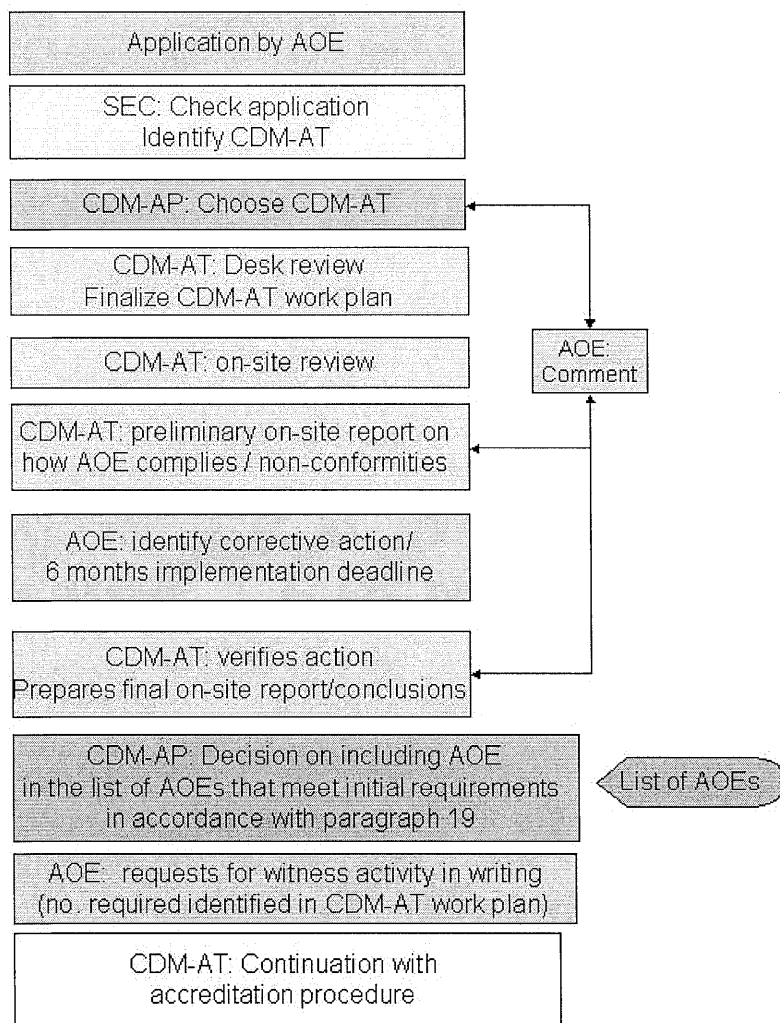 Application by AOE
SEC: Check application
Identify CDM-AT
CDM-AP: Choose CDM-AT
CDM-AT: Desk review
Finalize CDM-AT work plan
CDM-AT: on-site review
AOE:
Comment
CDM-AT: preliminary on-site report on
how AOE complies / non-conformities
AOE: identify corrective action/
6 months implementation deadline
CDM-AT: verifies action
Prepares final on-site report/conclusions
CDM-AP: Decision on including AOE
in the list of AOEs that meet initial requirements
in accordance with paragraph 19
List of AOEs
AOE: requests for witness activity in writing
(no. required identified in CDM-AT work plan)
CDM-AT: Continuation with
accreditation procedure